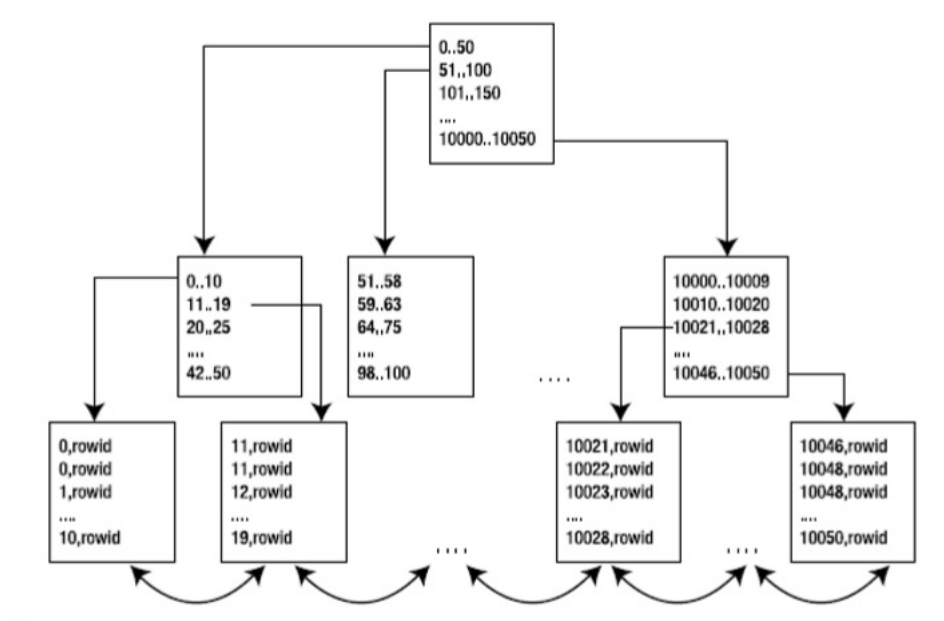 0..50
51,,100
101,,150
....
10000..10050
0..10
11..19
20,,25
....
42..50
51..58
59..63
64,,75
....
98..100
....
10000..10009
10010..10020
10021,,10028
....
10046..10050
0,rowid
0,rowid
1,rowid
....
10,rowid
11,rowid
11,rowid
12,rowid
....
19,rowid
....
10021,rowid
10022,rowid
10023,rowid
....
10028,rowid
....
10046,rowid
10048,rowid
10048,rowid
....
10050,rowid